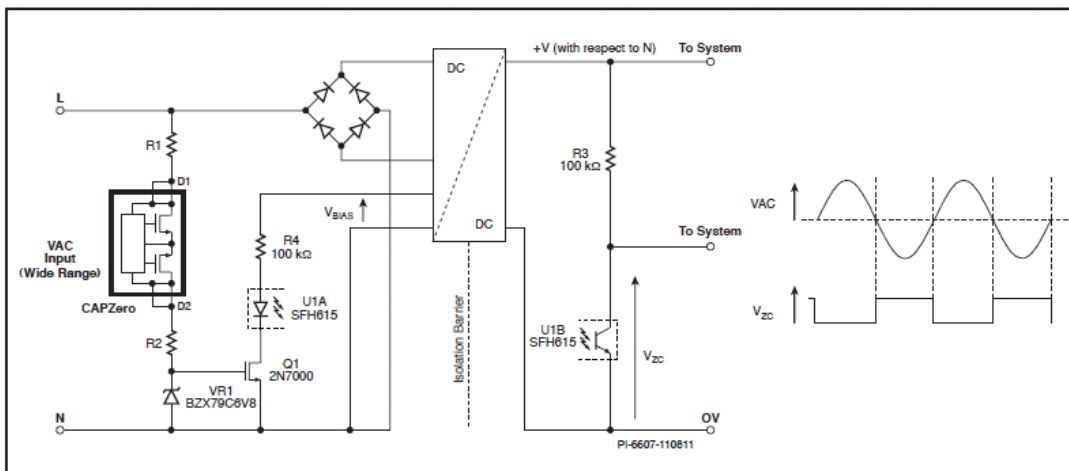 L
R1
D1
VAC
Input
(Wide Range)
CAPZero
D2
R2
VR1
BZX79C6V8
N
VBIAS
R4
100 kΩ
U1A
SFH615
Q1
2N7000
DC
DC
Isolation Barrier
+V (with respect to N)
To System
R3
100 kΩ
To System
U1B
SFH615
VZC
OV
PI-6607-110811
VAC
VZC